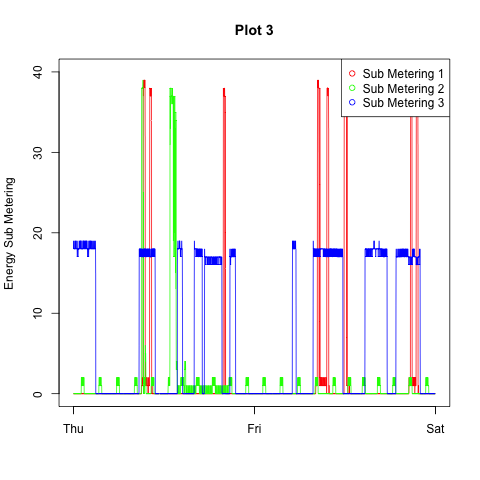 Plot 3
Sub Metering 1
Sub Metering 2
Sub Metering 3
Energy Sub Metering
40
30
20
10
0
Thu Fri Sat